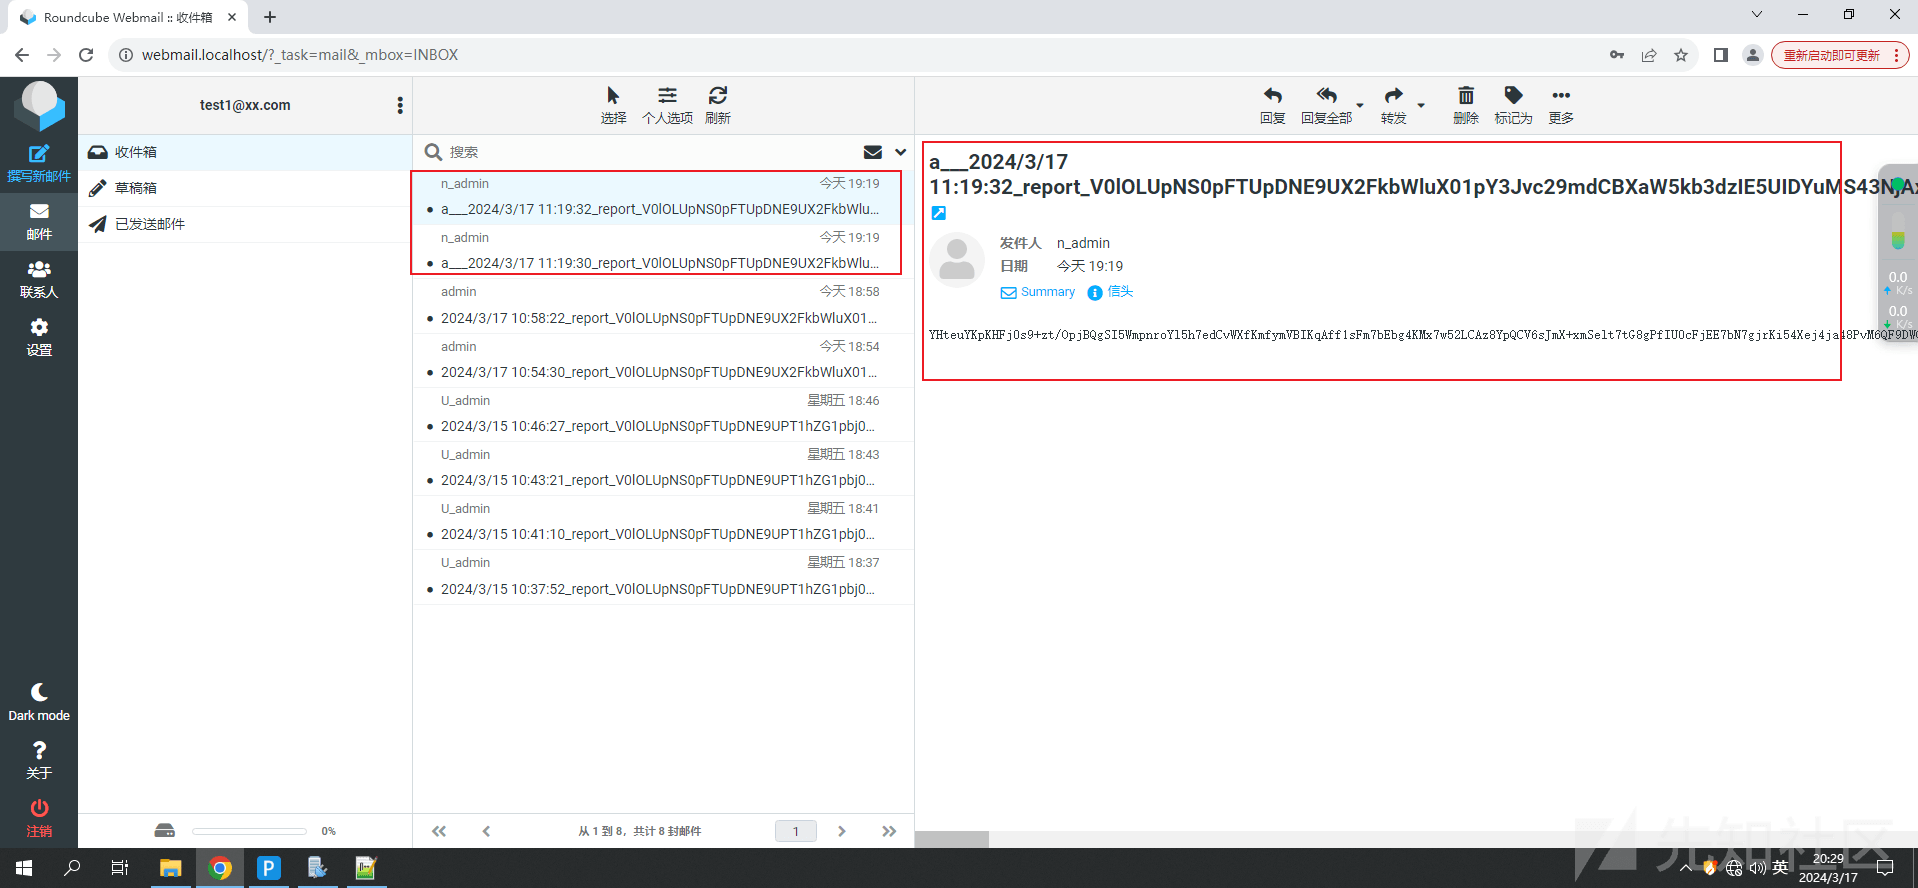 Roundcube Webmail :: 收件箱
webmail.localhost/?_task=mail&_mbox=INBOX
重新启动即可更新
test1@xx.com
选择
个人选项
刷新
回复
回复全部
转发
删除
标记为
更多
撰写新邮件
邮件
联系人
设置
Dark mode
关于
注销
收件箱
草稿箱
已发送邮件
0%
搜索
n_admin 今天 19:19
a___2024/3/17 11:19:32_report_V0lOLUpNS0pFTUpDNE9UX2FkbWlu...
n_admin 今天 19:19
a___2024/3/17 11:19:30_report_V0lOLUpNS0pFTUpDNE9UX2FkbWlu...
admin 今天 18:58
2024/3/17 10:58:22_report_V0lOLUpNS0pFTUpDNE9UX2FkbWluX01...
admin 今天 18:54
2024/3/17 10:54:30_report_V0lOLUpNS0pFTUpDNE9UX2FkbWluX01...
U_admin 星期五 18:46
2024/3/15 10:46:27_report_V0lOLUpNS0pFTUpDNE9UPT1hZG1pbj0...
U_admin 星期五 18:43
2024/3/15 10:43:21_report_V0lOLUpNS0pFTUpDNE9UPT1hZG1pbj0...
U_admin 星期五 18:41
2024/3/15 10:41:10_report_V0lOLUpNS0pFTUpDNE9UPT1hZG1pbj0...
U_admin 星期五 18:37
2024/3/15 10:37:52_report_V0lOLUpNS0pFTUpDNE9UPT1hZG1pbj0...
从 1 到 8，共计 8 封邮件
1
a___2024/3/17
11:19:32_report_V0lOLUpNS0pFTUpDNE9UX2FkbWluX01pY3Jvc29mdCBXaW5kb3dzIE5UIDYuMS43NjAx
发件人 n_admin
日期 今天 19:19
Summary 信头
YHteuYKpKHFj0s9+zt/OpjBQgSI5WmpnroYl5h7edCvWXfKmfymVBIKqAff1sFm7bEbg4KMx7w52LCAz8YpQCV6sJmX+xmSelt7tG8gPfIU0cFjEE7bN7gjrKi54Xej4ja48PvM6QF9DW
0.0
K/s
0.0
K/s
先知社区
英
20:29
2024/3/17